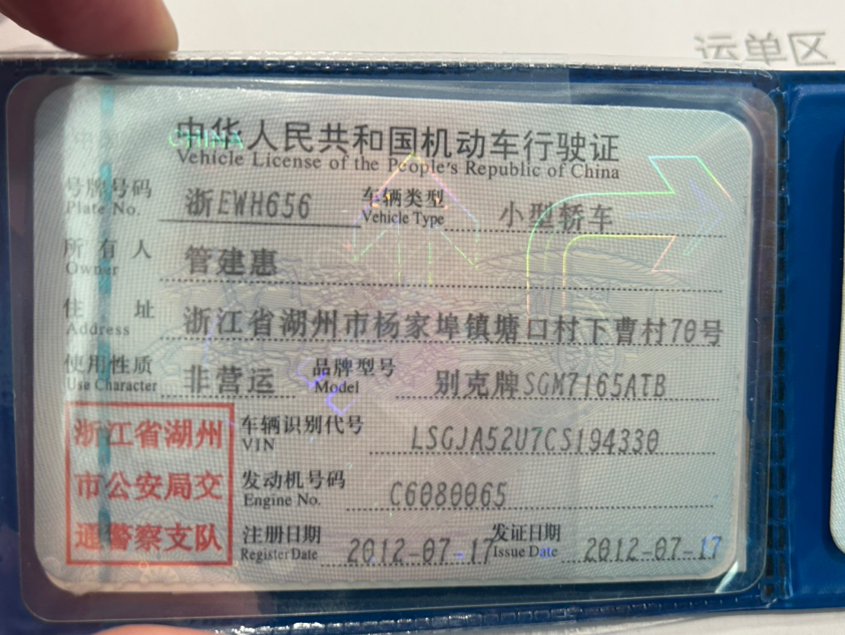 运单区
中华人民共和国机动车行驶证
Vehicle License of the People's Republic of China
号牌号码 浙EWH656 车辆类型 小型轿车
Plate No. Vehicle Type
所有人 管建惠
Owner
住址 浙江省湖州市杨家埠镇塘口村下曹村70号
Address
使用性质 非营运 品牌型号 别克牌SGM7165ATB
Use Character Model
浙江省湖州
市公安局交
通警察支队
车辆识别代号 LSGJA52U7CS194330
VIN
发动机号码 C6080065
Engine No.
注册日期 2012-07-17 发证日期 2012-07-17
Register Date Issue Date